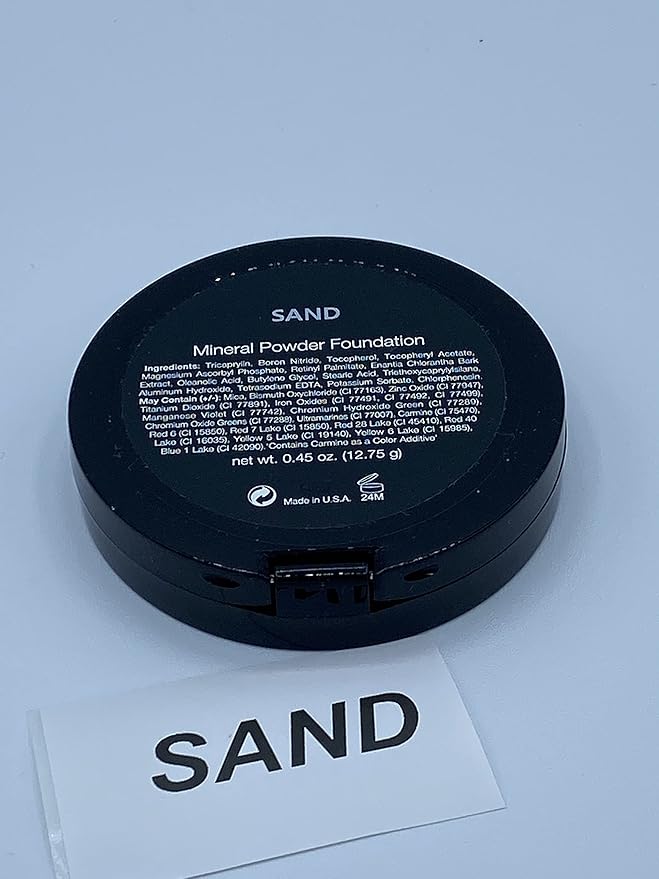 SAND
Mineral Powder Foundation
Ingredients: Tricaprylin, Boron Nitride, Tocopherol, Tocopheryl Acetate,
Magnesium Ascorbyl Phosphate, Retinyl Palmitate, Enantia Chlorantha Bark
Extract, Oleanolic Acid, Butylene Glycol, Stearic Acid, Triethoxycaprylylsilane,
Aluminum Hydroxide, Tetrasodium EDTA, Potassium Sorbate, Chlorphenesin.
May Contain (+/-): Mica, Bismuth Oxychloride (CI 77163), Zinc Oxide (CI 77947),
Titanium Dioxide (CI 77891), Iron Oxides (CI 77491, CI 77492, CI 77499),
Manganese Violet (CI 77742), Chromium Hydroxide Green (CI 77289),
Chromium Oxide Greens (CI 77288), Ultramarines (CI 77007), Carmine (CI 75470),
Red 6 (CI 15850), Red 7 Lake (CI 15850), Red 28 Lake (CI 45410), Red 40
Lake (CI 16035), Yellow 5 Lake (CI 19140), Yellow 6 Lake (CI 15985),
Blue 1 Lake (CI 42090).'Contains Carmine as a Color Additive'
net wt. 0.45 oz. (12.75 g)
Made in U.S.A. 24M
SAND